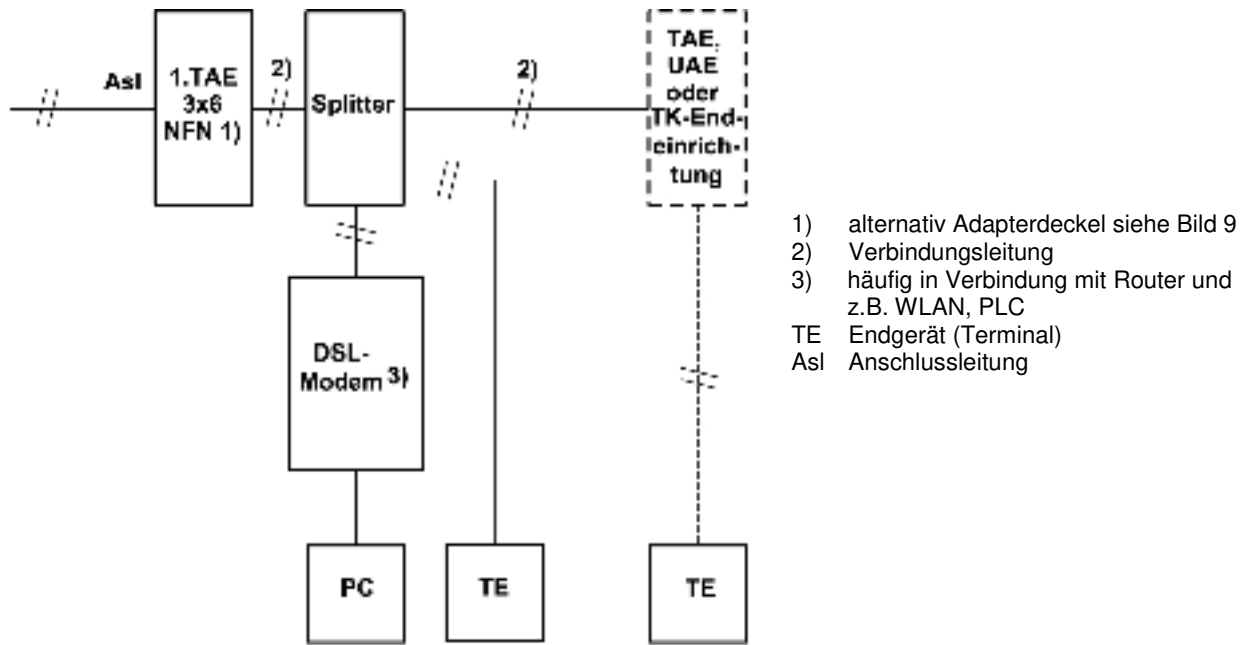 Asl
1.TAE
3x6
NFN 1)
2)
Splitter
2)
TAE,
UAE
oder
TK-End-
einrich-
tung
DSL-
Modem 3)
PC
TE
TE
1) alternativ Adapterdeckel siehe Bild 9
2) Verbindungsleitung
3) häufig in Verbindung mit Router und
z.B. WLAN, PLC
TE Endgerät (Terminal)
Asl Anschlussleitung